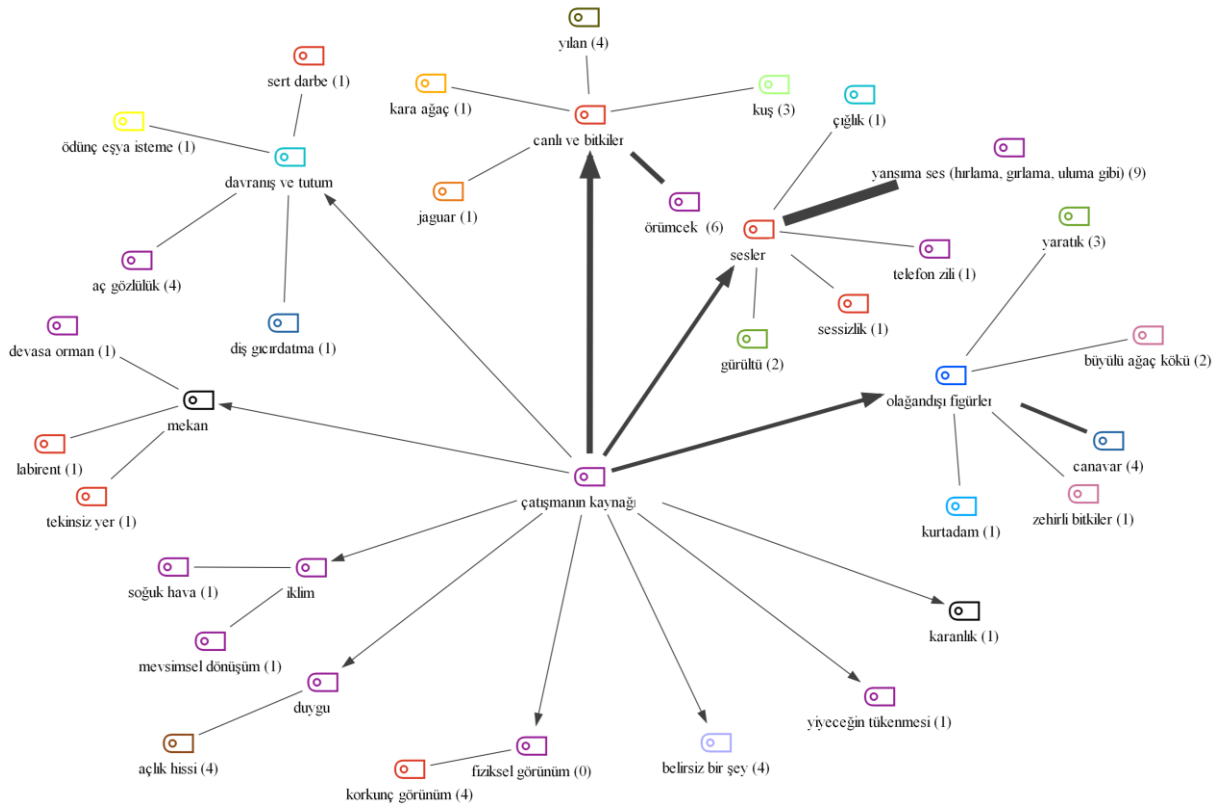 yılan (4)
sert darbe (1)
kara ağaç (1)
kuş (3)
çığlık (1)
ödünç eşya isteme (1)
canlı ve bitkiler
yansıma ses (hırlama, gırlama, uluma gibi) (9)
davranış ve tutum
jaguar (1)
örümcek (6)
yaratık (3)
sesler
telefon zili (1)
aç gözlülük (4)
sessizlik (1)
devasa orman (1)
diş gıcırdatma (1)
gürültü (2)
büyülü ağaç kökü (2)
olağandışı figürler
mekan
labirent (1)
canavar (4)
çatışmanın kaynağı
tekinsiz yer (1)
zehirli bitkiler (1)
kurtadam (1)
soğuk hava (1)
iklim
karanlık (1)
mevsimsel dönüşüm (1)
duygu
yiyeceğin tükenmesi (1)
açlık hissi (4)
fiziksel görünüm (0)
belirsiz bir şey (4)
korkunç görünüm (4)